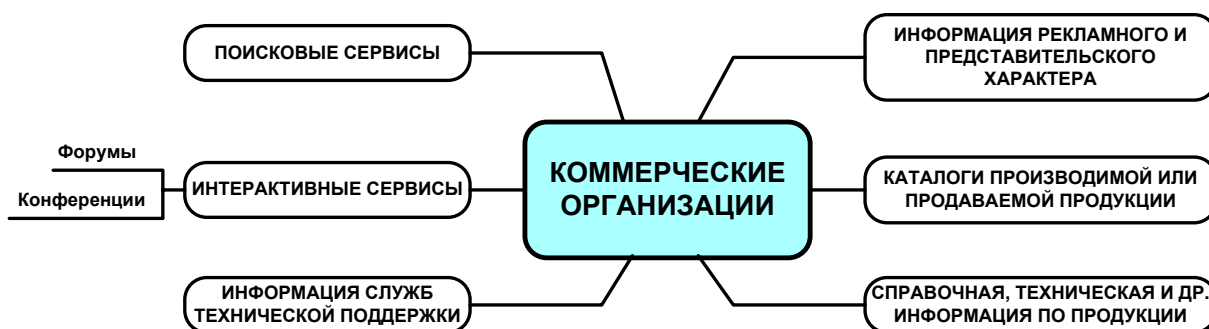 ПОИСКОВЫЕ СЕРВИСЫ
ИНФОРМАЦИЯ РЕКЛАМНОГО И
ПРЕДСТАВИТЕЛЬСКОГО
ХАРАКТЕРА
Форумы
Конференции
ИНТЕРАКТИВНЫЕ СЕРВИСЫ
КОММЕРЧЕСКИЕ
ОРГАНИЗАЦИИ
КАТАЛОГИ ПРОИЗВОДИМОЙ ИЛИ
ПРОДАВАЕМОЙ ПРОДУКЦИИ
ИНФОРМАЦИЯ СЛУЖБ
ТЕХНИЧЕСКОЙ ПОДДЕРЖКИ
СПРАВОЧНАЯ, ТЕХНИЧЕСКАЯ И ДР.
ИНФОРМАЦИЯ ПО ПРОДУКЦИИ